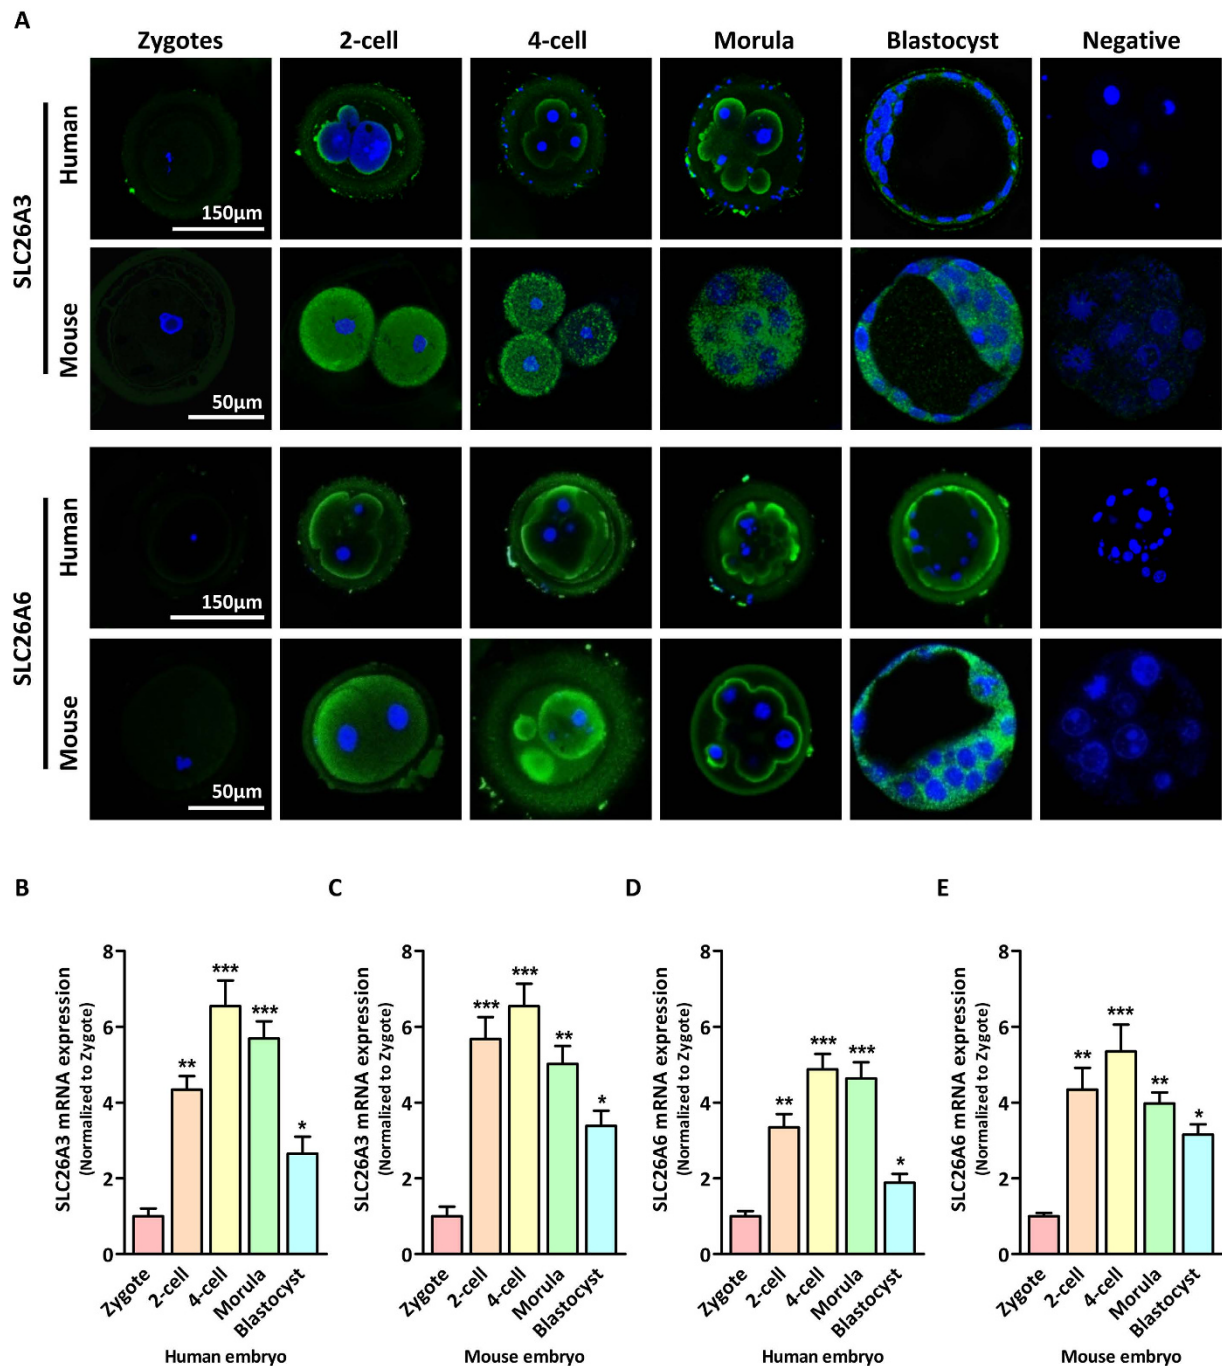 A
Zygotes 2-cell 4-cell Morula Blastocyst Negative
SLC26A3
Human
150µm
Mouse
50µm
SLC26A6
Human
150µm
Mouse
50µm
B
8
6
4
2
0
SLC26A3 mRNA expression
(Normalized to Zygote)
**
***
***
*
Zygote
2-cell
4-cell
Morula
Blastocyst
Human embryo
C
8
6
4
2
0
SLC26A3 mRNA expression
(Normalized to Zygote)
***
***
**
*
Zygote
2-cell
4-cell
Morula
Blastocyst
Mouse embryo
D
8
6
4
2
0
SLC26A6 mRNA expression
(Normalized to Zygote)
**
***
***
*
Zygote
2-cell
4-cell
Morula
Blastocyst
Human embryo
E
8
6
4
2
0
SLC26A6 mRNA expression
(Normalized to Zygote)
**
***
**
*
Zygote
2-cell
4-cell
Morula
Blastocyst
Mouse embryo